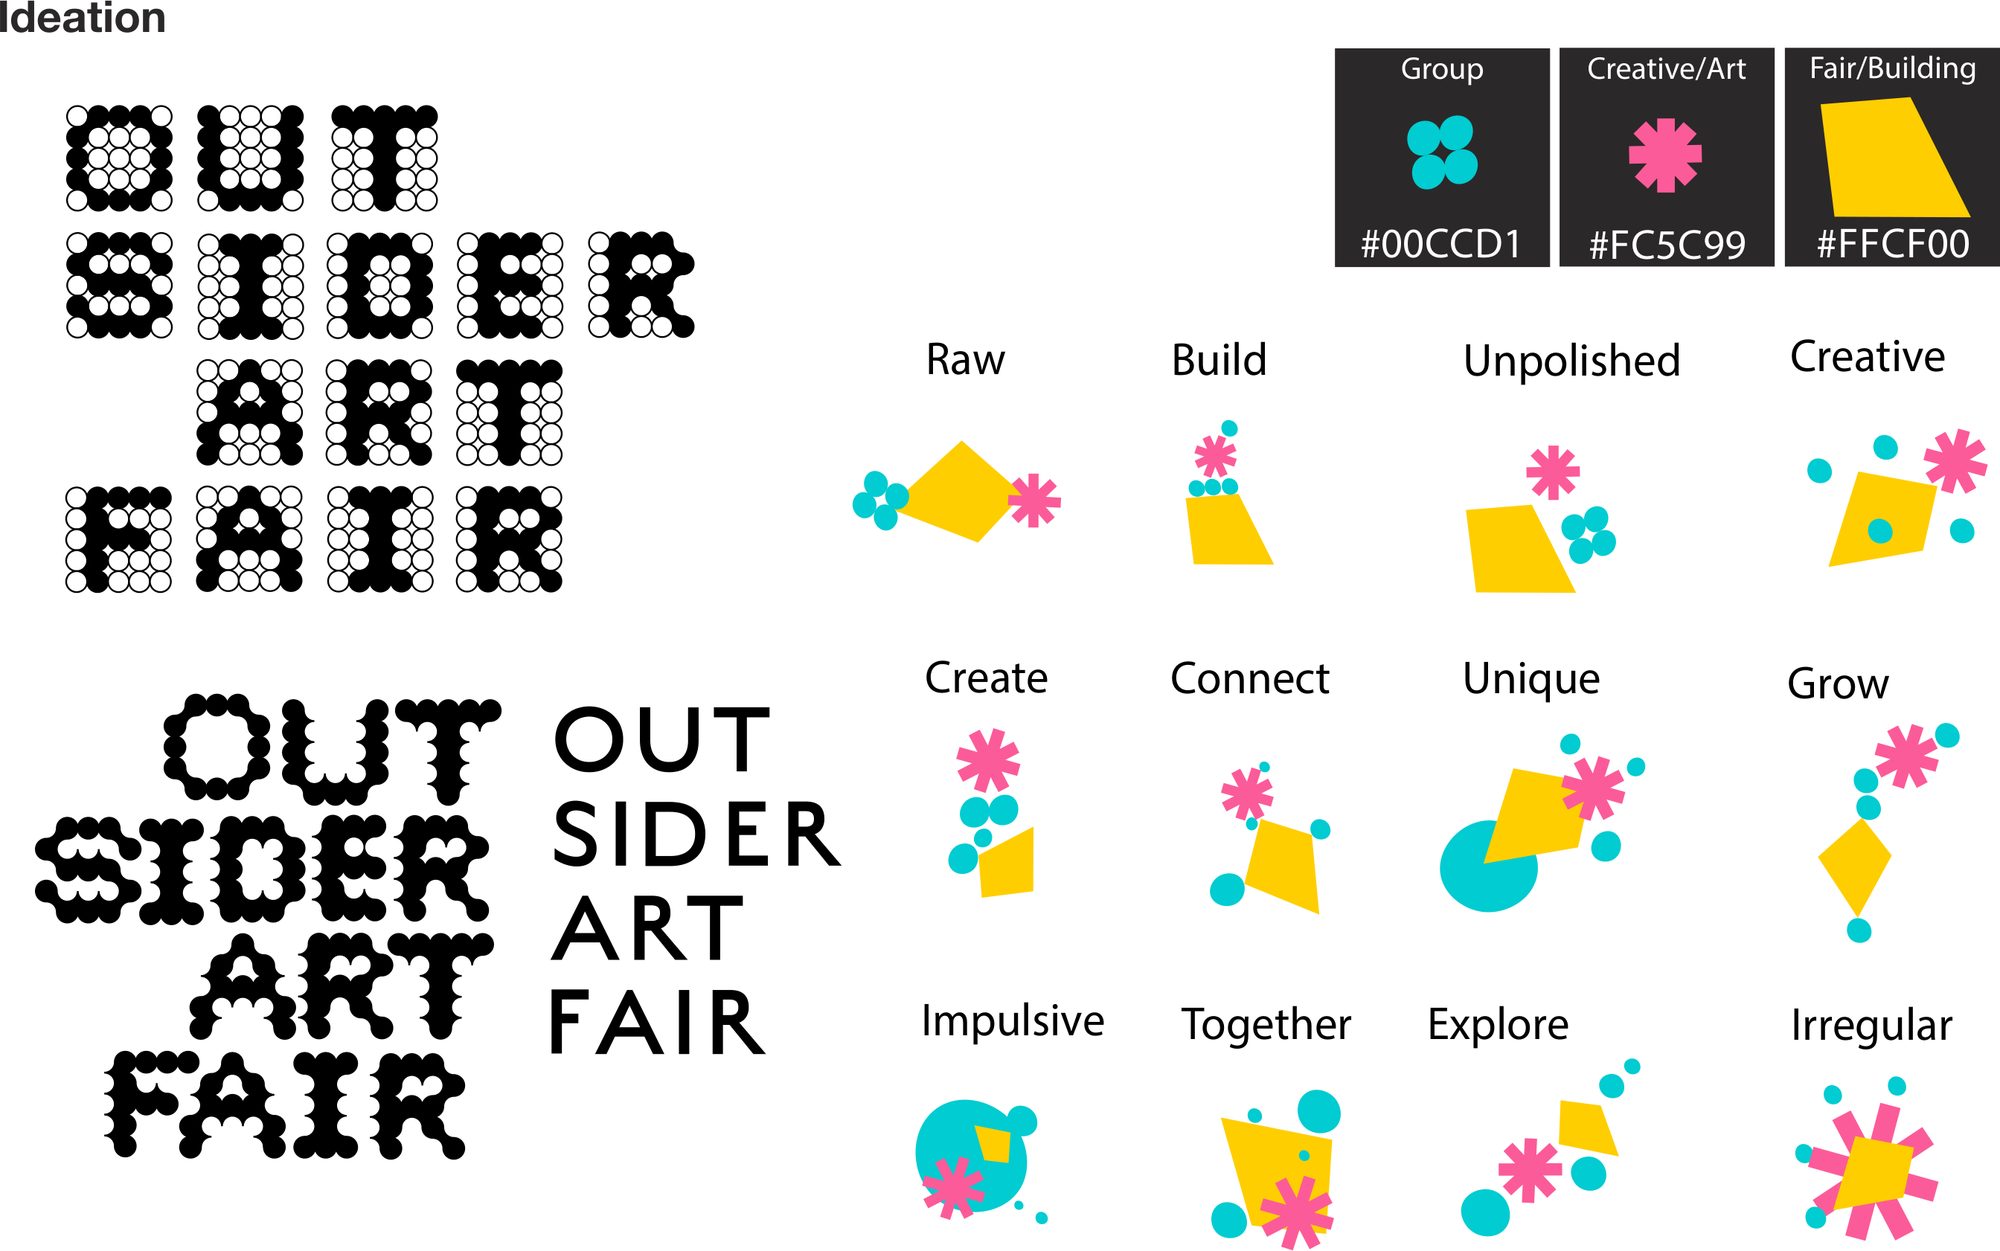 Ideation
OUT
SIDER
ART
FAIR
OUT
SIDER
ART
FAIR
OUT
SIDER
ART
FAIR
Group
#00CCD1
Creative/Art
#FC5C99
Fair/Building
#FFCF00
Raw
Build
Unpolished
Creative
Create
Connect
Unique
Grow
Impulsive
Together
Explore
Irregular